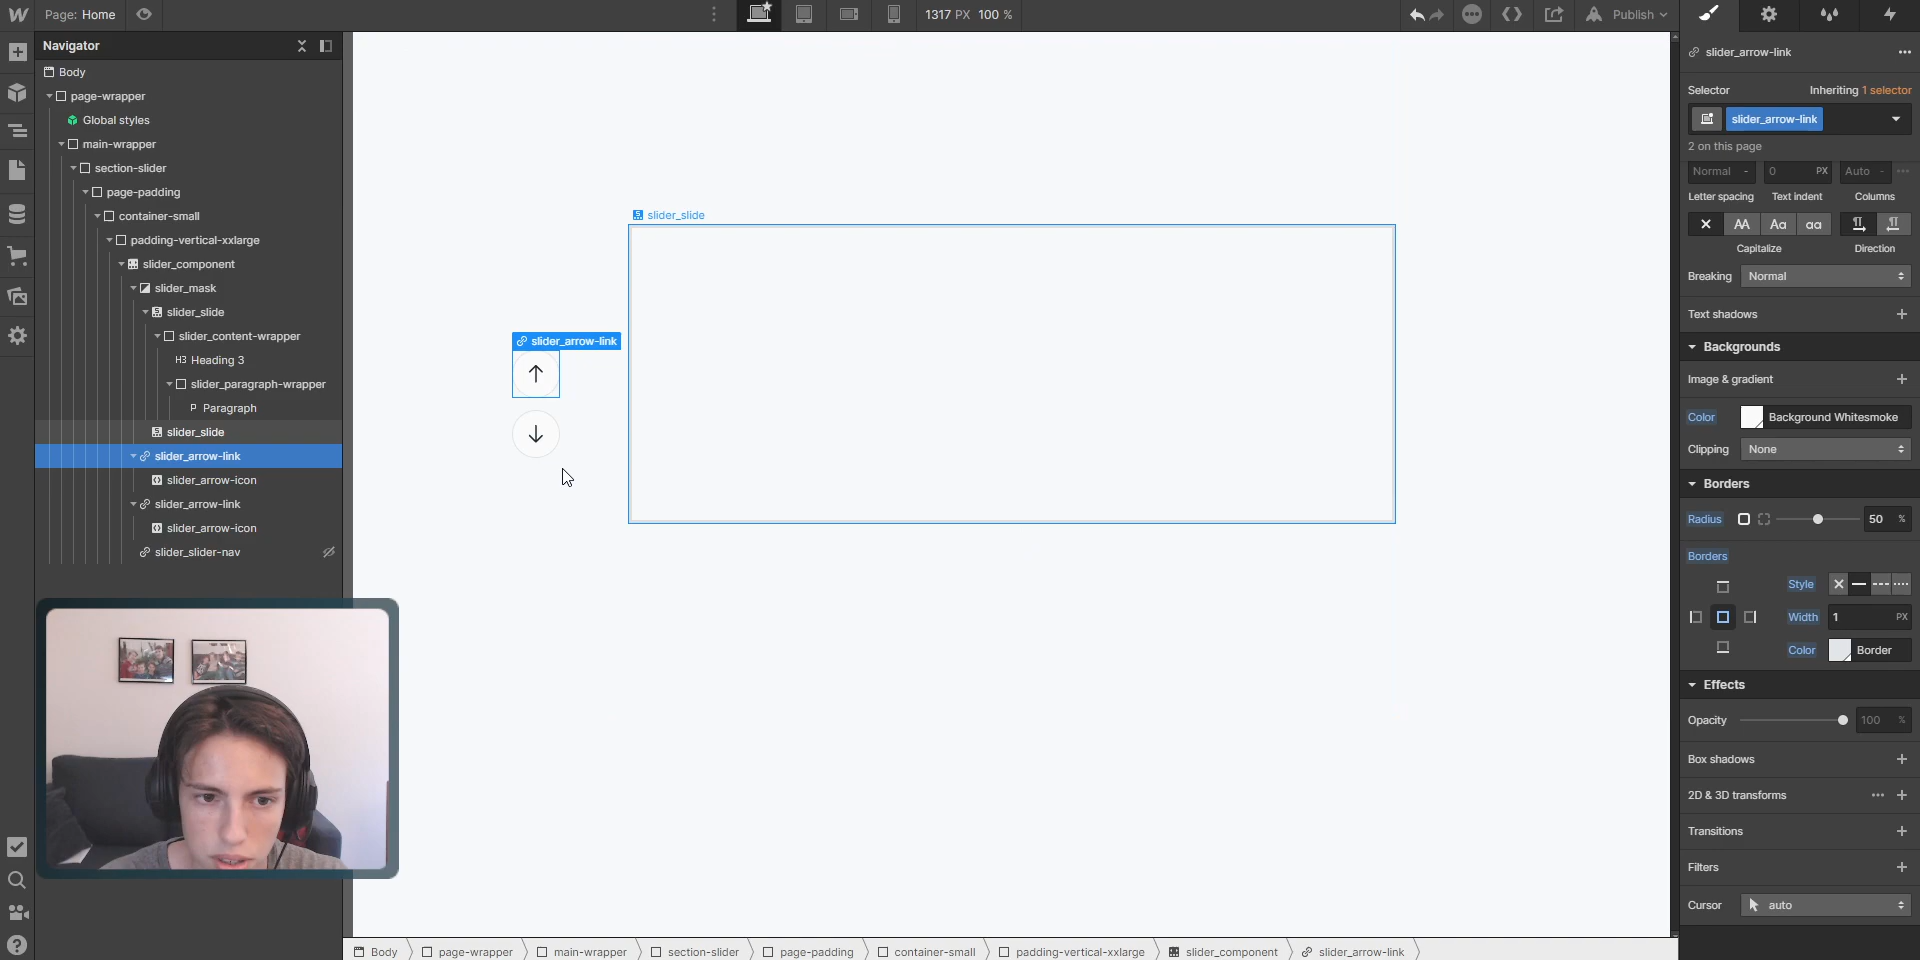 Page: Home
1317 PX 100 %
Publish
Navigator
Body
page-wrapper
Global styles
main-wrapper
section-slider
page-padding
container-small
padding-vertical-xxlarge
slider_component
slider_mask
slider_slide
slider_content-wrapper
H3 Heading 3
slider_paragraph-wrapper
P Paragraph
slider_slide
slider_arrow-link
slider_arrow-icon
slider_arrow-link
slider_arrow-icon
slider_slider-nav
slider_slide
slider_arrow-link
slider_arrow-link
Selector Inheriting 1 selector
slider_arrow-link
2 on this page
Normal - 0 PX Auto -
Letter spacing Text indent Columns
AA Aa aa
Capitalize Direction
Breaking Normal
Text shadows
Backgrounds
Image & gradient
Color Background Whitesmoke
Clipping None
Borders
Radius 50 %
Borders
Style
Width 1 PX
Color Border
Effects
Opacity 100 %
Box shadows
2D & 3D transforms
Transitions
Filters
Cursor auto
Body page-wrapper main-wrapper section-slider page-padding container-small padding-vertical-xxlarge slider_component slider_arrow-link